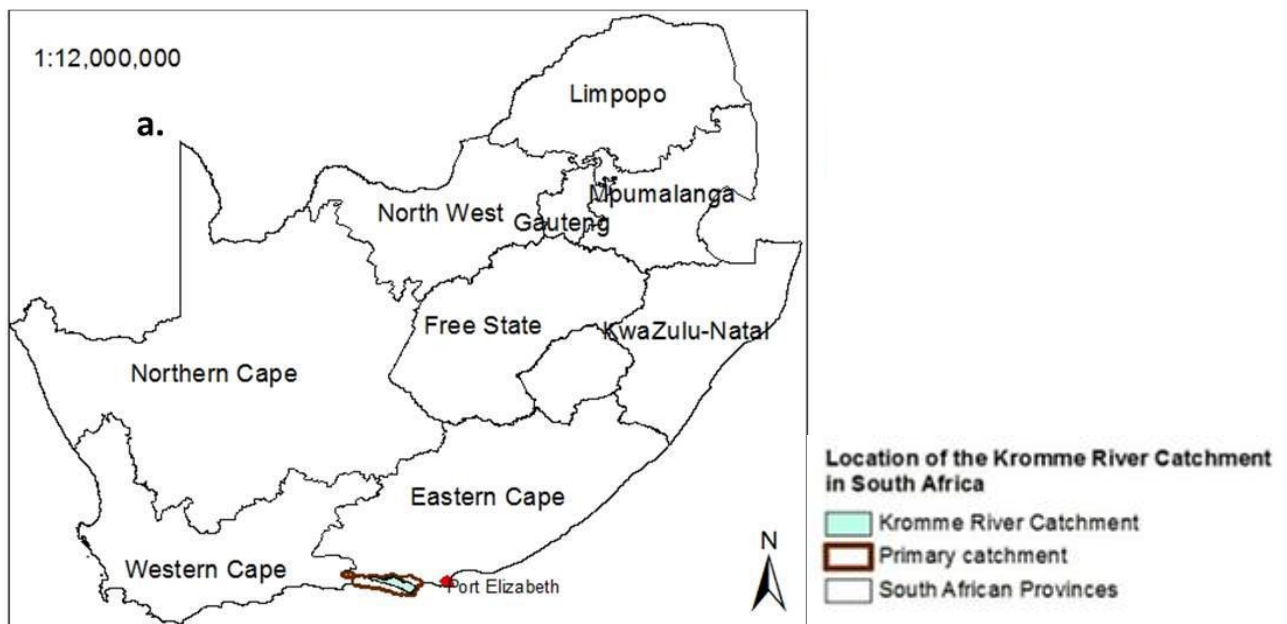 1:12,000,000
a.
Limpopo
Mpumalanga
North West
Gauteng
Free State
KwaZulu-Natal
Northern Cape
Eastern Cape
Western Cape
Port Elizabeth
N
Location of the Kromme River Catchment
in South Africa
Kromme River Catchment
Primary catchment
South African Provinces